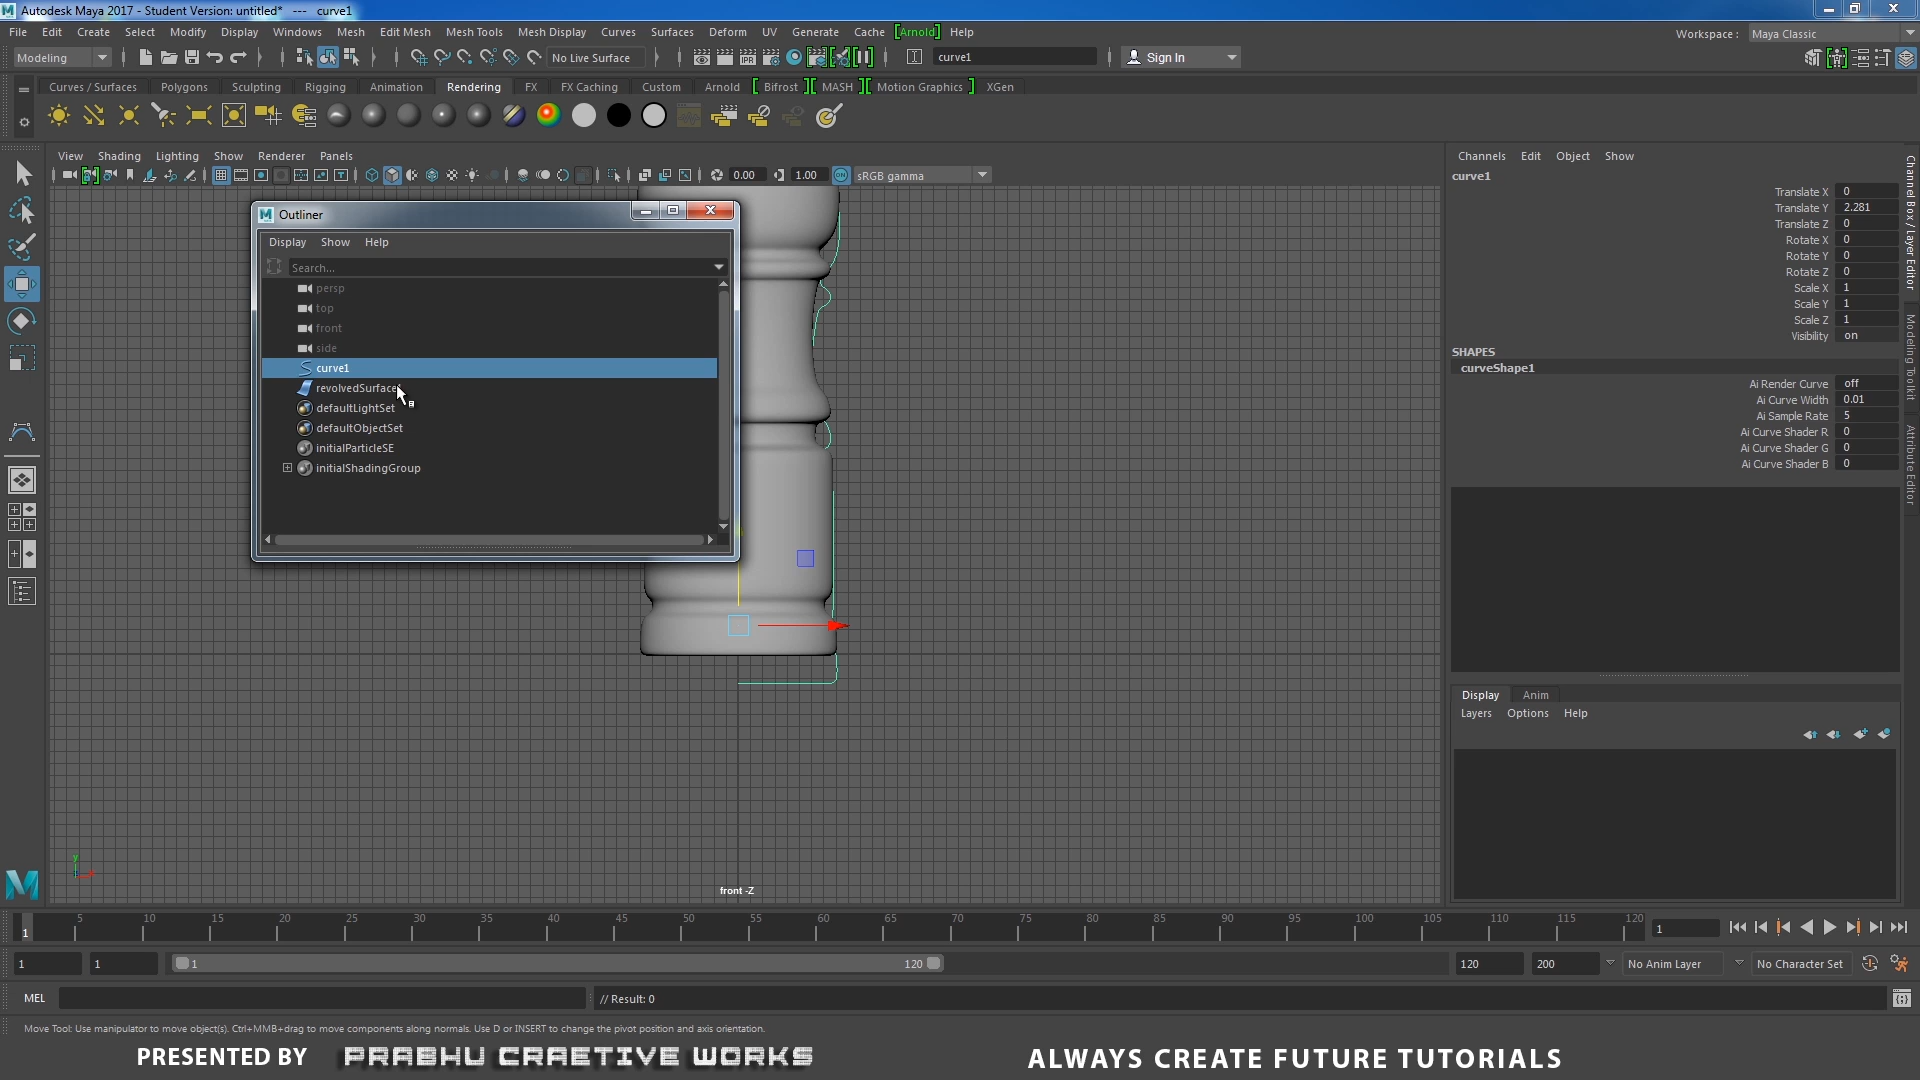 Autodesk Maya 2017 - Student Version: untitled*   ---   curve1
File Edit Create Select Modify Display Windows Mesh Edit Mesh Mesh Tools Mesh Display Curves Surfaces Deform UV Generate Cache [Arnold] Help
Workspace : Maya Classic
Modeling No Live Surface curve1 Sign In
Curves / Surfaces Polygons Sculpting Rigging Animation Rendering FX FX Caching Custom Arnold Bifrost MASH Motion Graphics XGen
View Shading Lighting Show Renderer Panels
0.00 1.00 sRGB gamma
Outliner
Display Show Help
Search...
persp
top
front
side
curve1
revolvedSurface1
defaultLightSet
defaultObjectSet
initialParticleSE
initialShadingGroup
y
front -Z
Channels Edit Object Show
curve1
Translate X 0
Translate Y 2.281
Translate Z 0
Rotate X 0
Rotate Y 0
Rotate Z 0
Scale X 1
Scale Y 1
Scale Z 1
Visibility on
SHAPES
curveShape1
Ai Render Curve off
Ai Curve Width 0.01
Ai Sample Rate 5
Ai Curve Shader R 0
Ai Curve Shader G 0
Ai Curve Shader B 0
Channel Box / Layer Editor
Modeling Toolkit
Attribute Editor
Display Anim
Layers Options Help
5 10 15 20 25 30 35 40 45 50 55 60 65 70 75 80 85 90 95 100 105 110 115 120
1
1
1 1 1 120 120 200 No Anim Layer No Character Set
MEL // Result: 0
Move Tool: Use manipulator to move object(s). Ctrl+MMB+drag to move components along normals. Use D or INSERT to change the pivot position and axis orientation.
PRESENTED BY PRABHU CRAETIVE WORKS ALWAYS CREATE FUTURE TUTORIALS